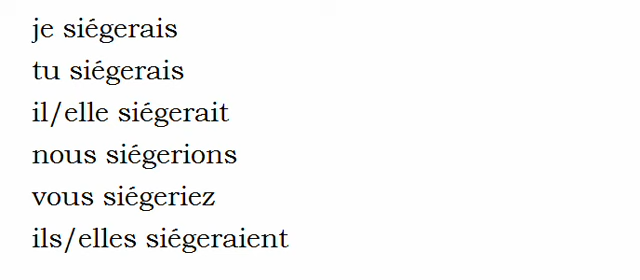 je siégerais
tu siégerais
il/elle siégerait
nous siégerions
vous siégeriez
ils/elles siégeraient